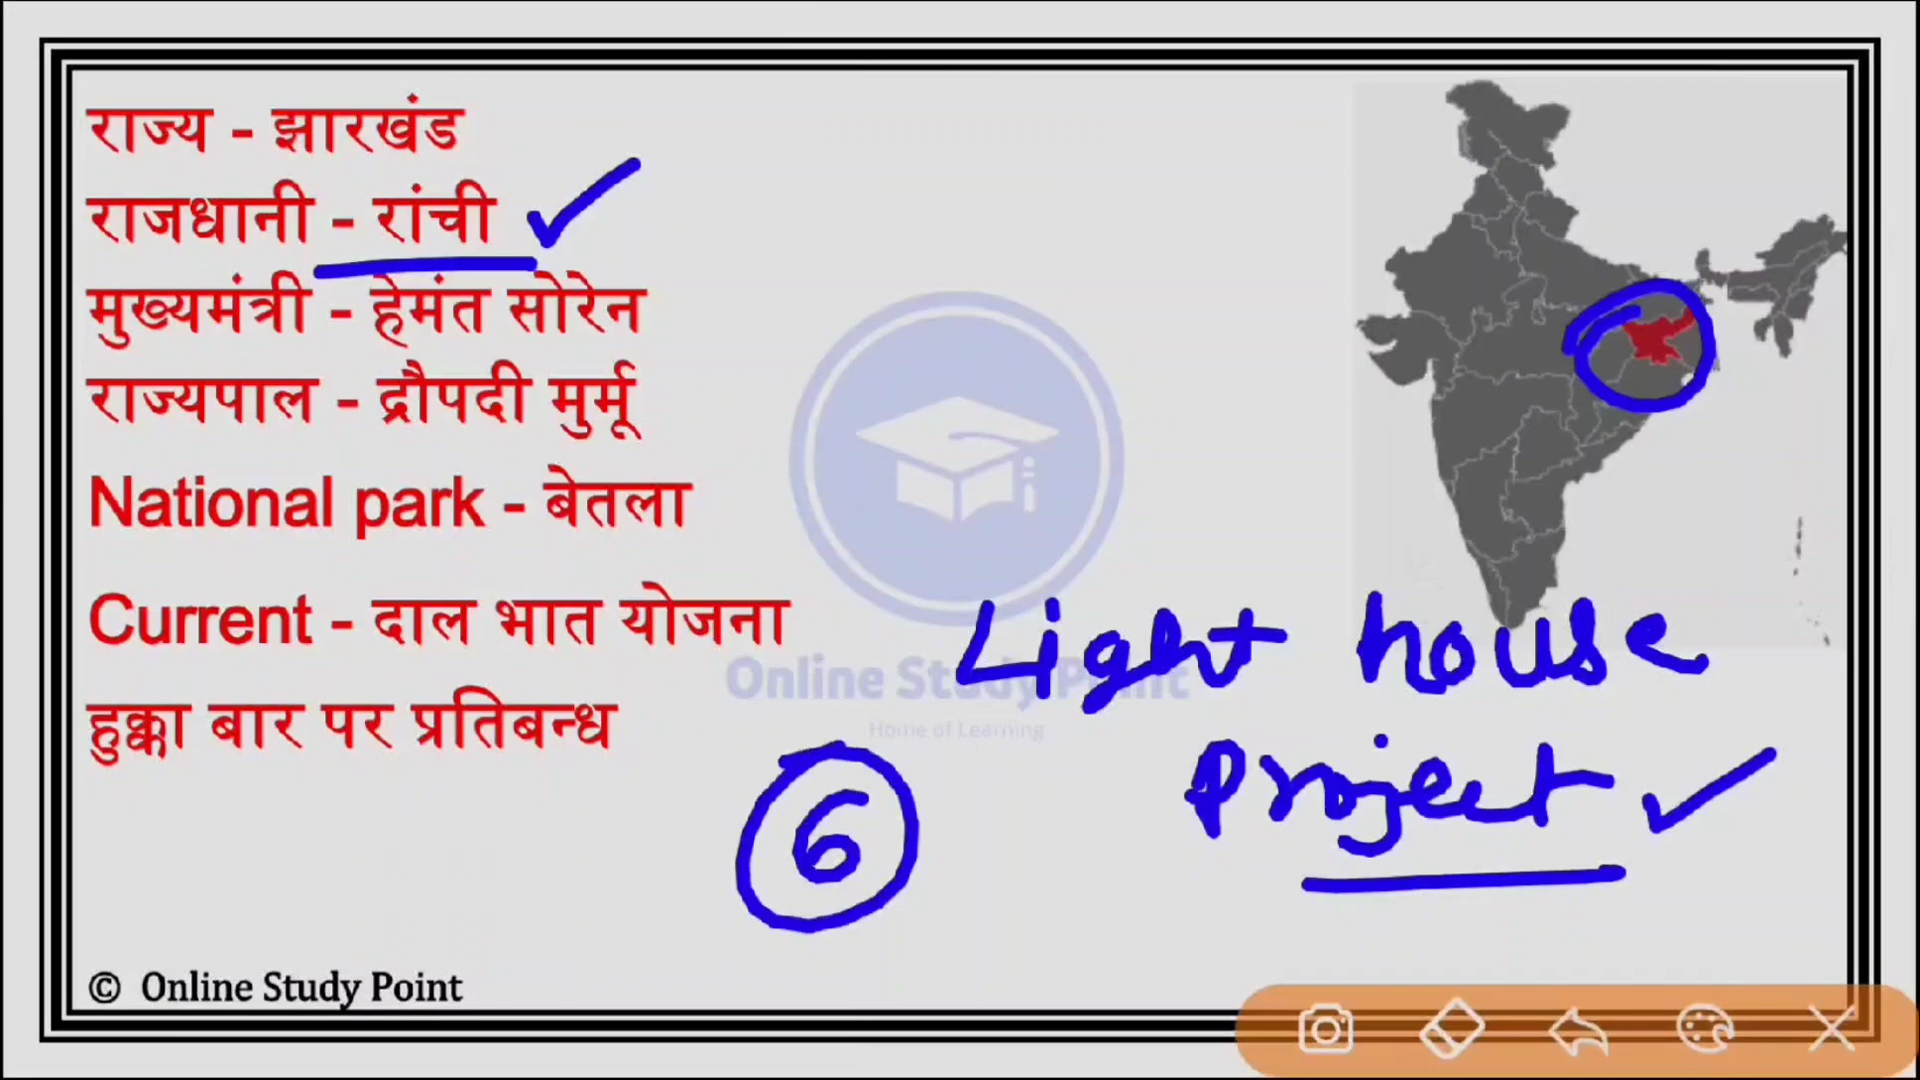 राज्य - झारखंड
राजधानी - रांची
मुख्यमंत्री - हेमंत सोरेन
राज्यपाल - द्रौपदी मुर्मू
National park - बेतला
Current - दाल भात योजना
हुक्का बार पर प्रतिबन्ध
Light house
Project
6
Online Study Point
Home of Learning
© Online Study Point